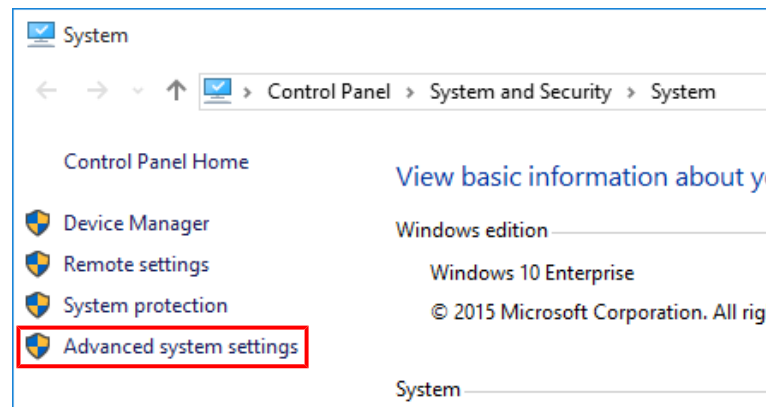 System
Control Panel > System and Security > System
Control Panel Home
View basic information about
Device Manager
Windows edition
Remote settings
Windows 10 Enterprise
System protection
© 2015 Microsoft Corporation. All
Advanced system settings
System